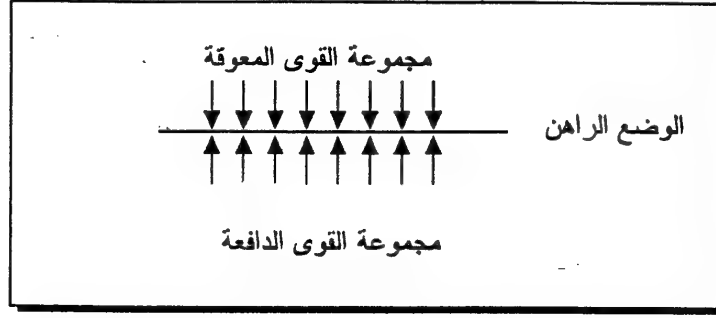 مجموعة القوى المعوقة
الوضع الراهن
مجموعة القوى الدافعة